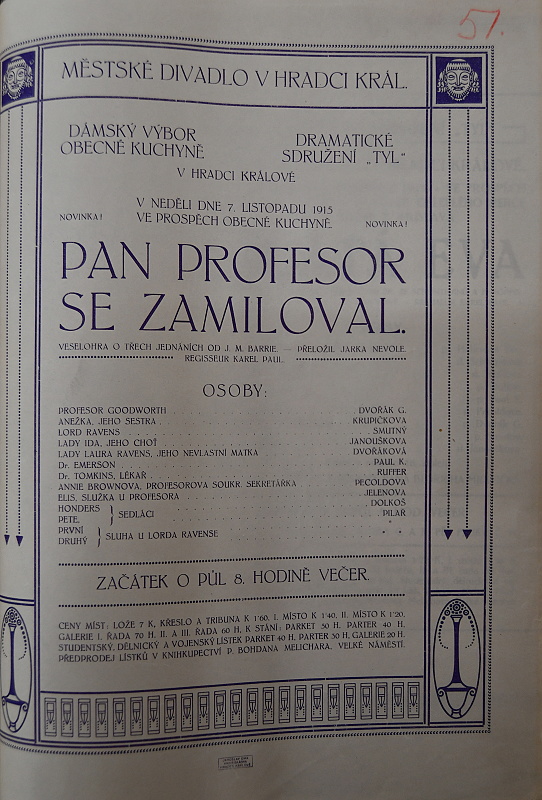 51.
MĚSTSKÉ DIVADLO V HRADCI KRÁL.
DÁMSKÝ VÝBOR
OBECNÉ KUCHYNĚ
DRAMATICKÉ
SDRUŽENÍ „TYL"
V HRADCI KRÁLOVÉ
V NEDĚLI DNE 7. LISTOPADU 1915
NOVINKA! VE PROSPĚCH OBECNÉ KUCHYNĚ. NOVINKA!
PAN PROFESOR
SE ZAMILOVAL.
VESELOHRA O TŘECH JEDNÁNÍCH OD J. M. BARRIE. — PŘELOŽIL JARKA NEVOLE.
REGISSEUR KAREL PAUL.
OSOBY:
PROFESOR GOODWORTH . . . DVOŘÁK G.
ANEŽKA, JEHO SESTRA . . . KRUPIČKOVA
LORD RAVENS . . . SMUTNÝ
LADY IDA, JEHO CHOŤ . . . JANOUŠKOVA
LADY LAURA RAVENS, JEHO NEVLASTNÍ MATKA . . . DVOŘÁKOVÁ
Dr. EMERSON . . . PAUL K.
Dr. TOMKINS, LÉKAŘ . . . RUFFER
ANNIE BROWNOVA, PROFESOROVA SOUKR. SEKRETÁŘKA . . . PECOLDOVA
ELIS, SLUŽKA U PROFESORA . . . JELENOVA
HONDERS } SEDLÁCI . . . DOLKOŠ
PETE, . . . PILAŘ
PRVNÍ } SLUHA U LORDA RAVENSE . . . *
DRUHÝ . . . *
ZAČÁTEK O PŮL 8. HODINĚ VEČER.
CENY MÍST: LOŽE 7 K, KŘESLO A TRIBUNA K 1·60, I. MÍSTO K 1·40, II. MÍSTO K 1·20,
GALERIE I. ŘADA 70 H, II. A III. ŘADA 60 H, K STÁNÍ: PARKET 50 H, PARTER 40 H,
STUDENTSKÝ, DĚLNICKÝ A VOJENSKÝ LÍSTEK PARKET 40 H, PARTER 30 H, GALERIE 20 H.
PŘEDPRODEJ LÍSTKŮ V KNIHKUPECTVÍ P. BOHDANA MELICHARA, VELKÉ NÁMĚSTÍ.